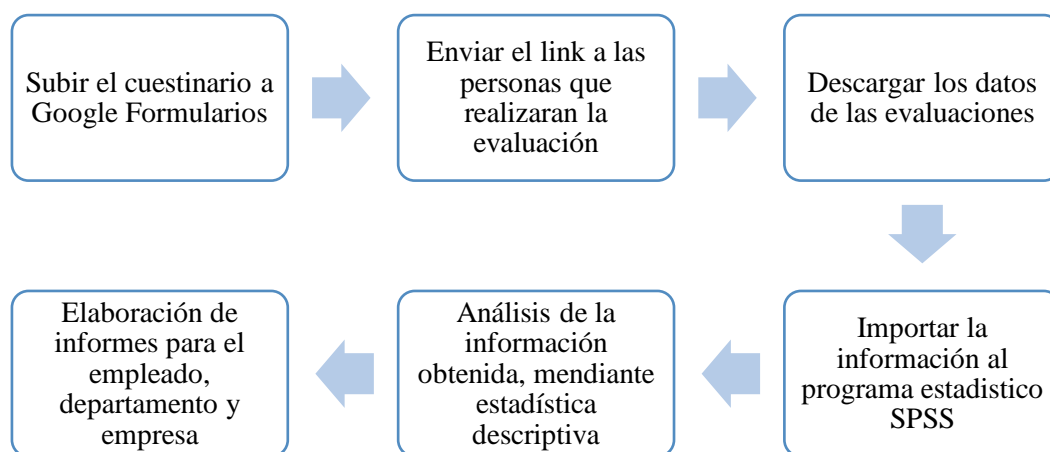 Subir el cuestinario a
Google Formularios
Enviar el link a las
personas que
realizaran la
evaluación
Descargar los datos
de las evaluaciones
Importar la
información al
programa estadistico
SPSS
Análisis de la
información
obtenida, mendiante
estadística
descriptiva
Elaboración de
informes para el
empleado,
departamento y
empresa